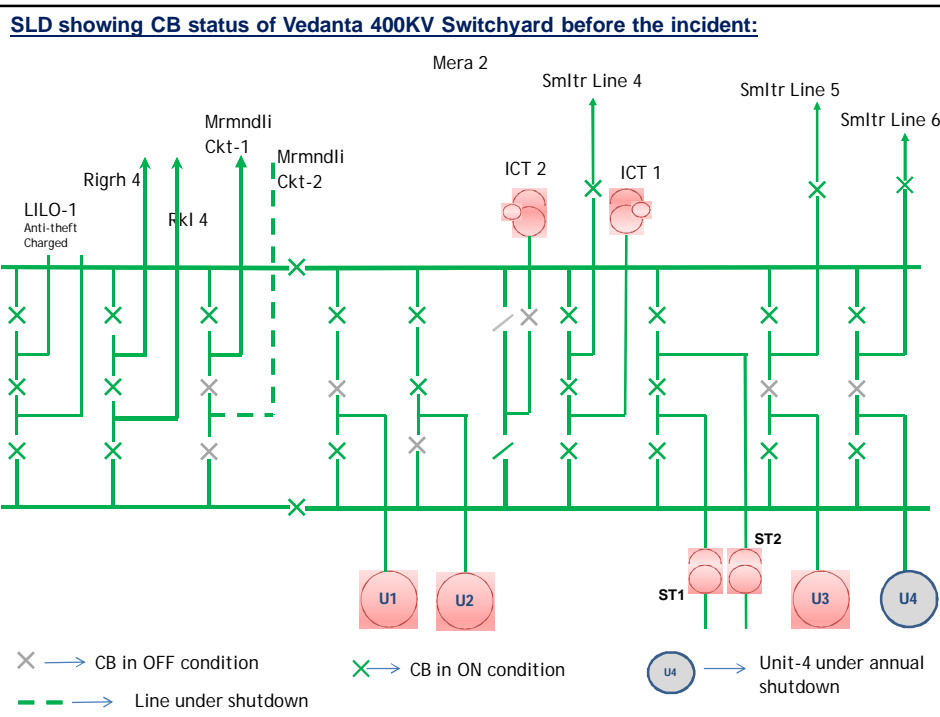 SLD showing CB status of Vedanta 400KV Switchyard before the incident:
Mera 2
Smltr Line 4
Smltr Line 5
Smltr Line 6
Mrmndli
Ckt-1
Mrmndli
Ckt-2
ICT 2
ICT 1
Rigrh 4
Rkl 4
LILO-1
Anti-theft
Charged
ST2
ST1
U1
U2
U3
U4
CB in OFF condition
CB in ON condition
U4
Unit-4 under annual
shutdown
Line under shutdown